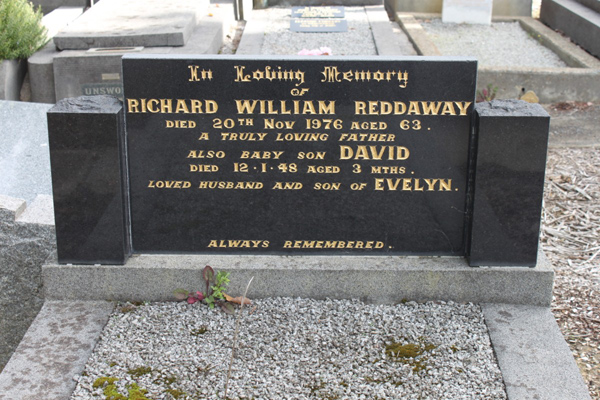 In Loving Memory
OF
RICHARD WILLIAM REDDAWAY
DIED 20TH NOV 1976 AGED 63.
A TRULY LOVING FATHER
ALSO BABY SON DAVID
DIED 12·1·48 AGED 3 MTHS.
LOVED HUSBAND AND SON OF EVELYN.
ALWAYS REMEMBERED.